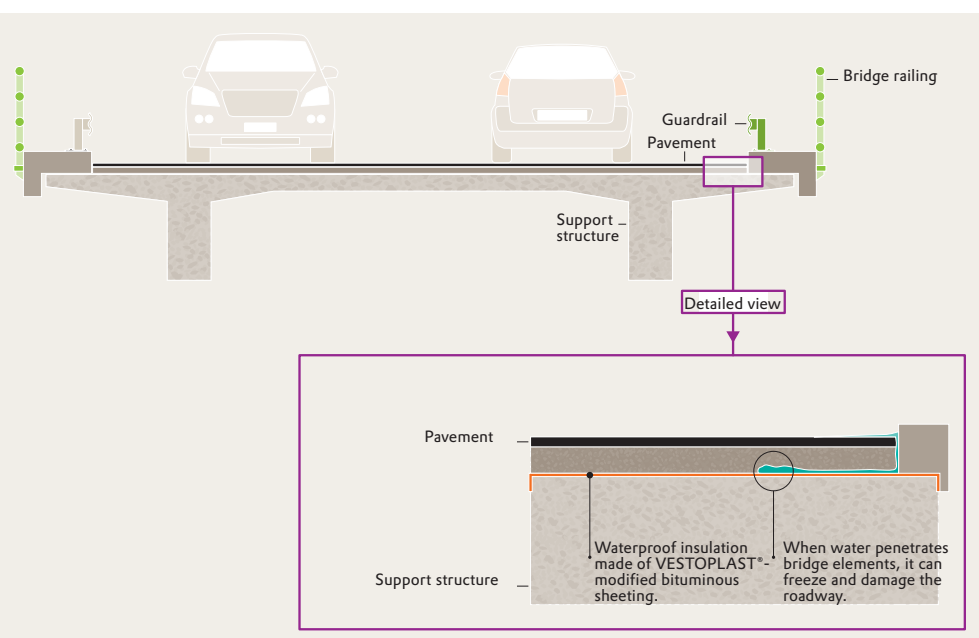 Bridge railing
Guardrail
Pavement
Support
structure
Detailed view
Pavement
Waterproof insulation
made of VESTOPLAST®-
modified bituminous
sheeting.
When water penetrates
bridge elements, it can
freeze and damage the
roadway.
Support structure